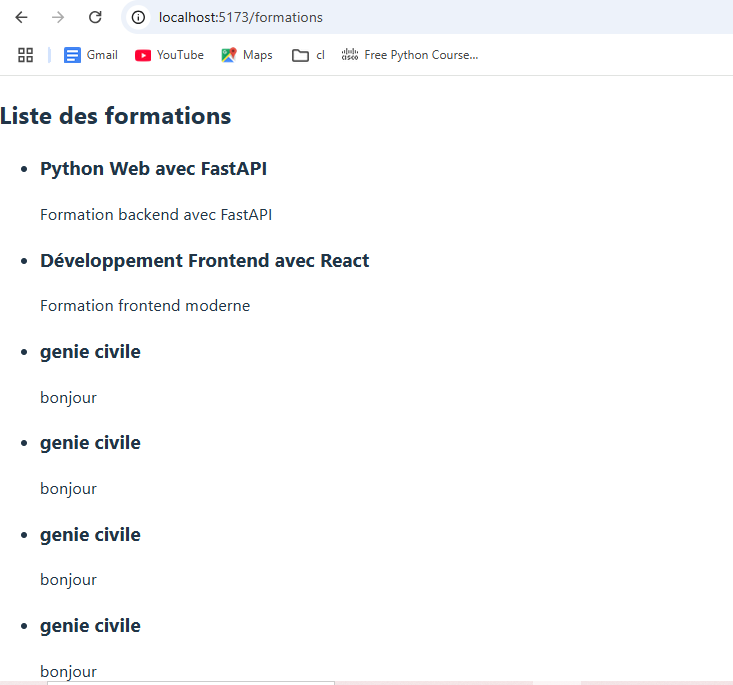 localhost:5173/formations
Gmail YouTube Maps cl cisco Free Python Course...
Liste des formations
Python Web avec FastAPI
Formation backend avec FastAPI
Développement Frontend avec React
Formation frontend moderne
genie civile
bonjour
genie civile
bonjour
genie civile
bonjour
genie civile
bonjour